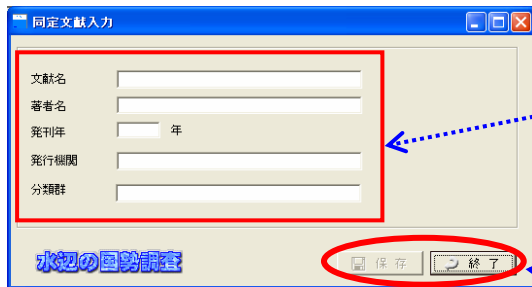 同定文献入力
文献名
著者名
発刊年 年
発行機関
分類群
水辺の国勢調査
保存 終了